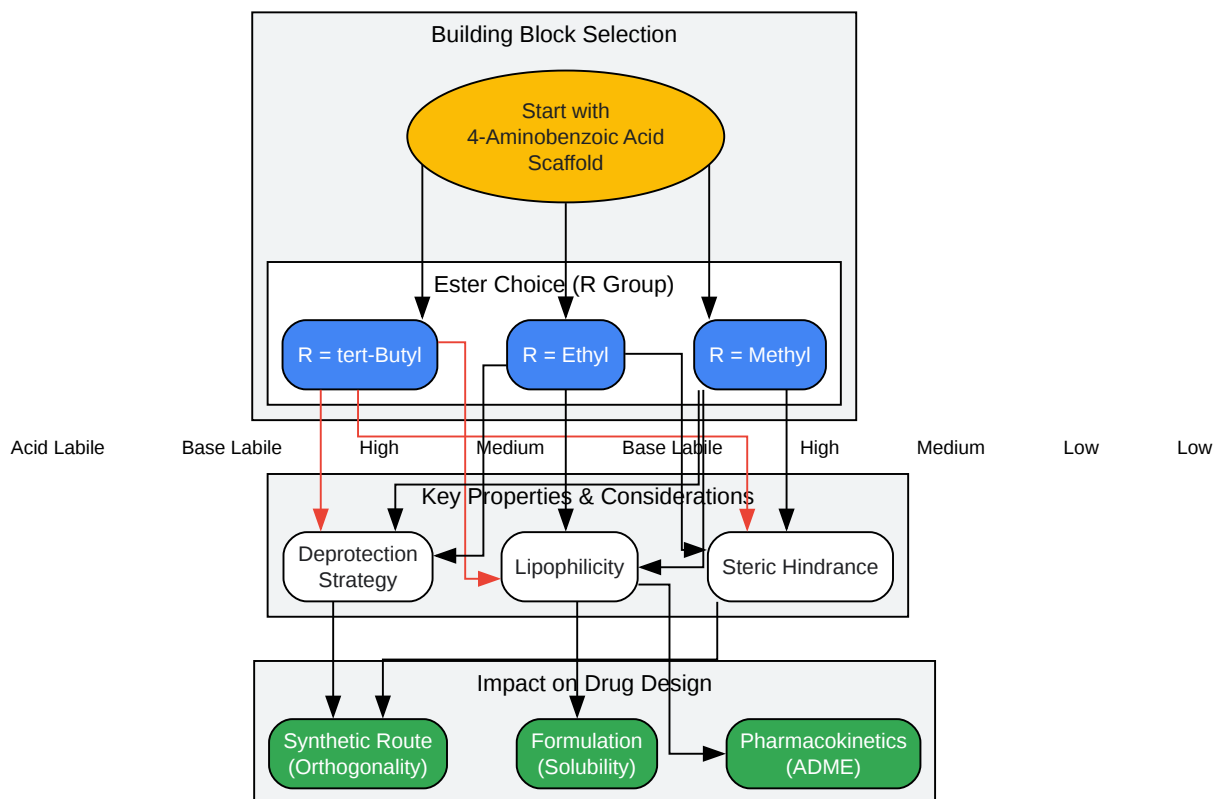 Building Block Selection
Start with
4-Aminobenzoic Acid
Scaffold
Ester Choice (R Group)
R = tert-Butyl
R = Ethyl
R = Methyl
Acid Labile
Base Labile
High
Medium
Base Labile
High
Medium
Low
Low
Key Properties & Considerations
Deprotection
Strategy
Lipophilicity
Steric Hindrance
Impact on Drug Design
Synthetic Route
(Orthogonality)
Formulation
(Solubility)
Pharmacokinetics
(ADME)